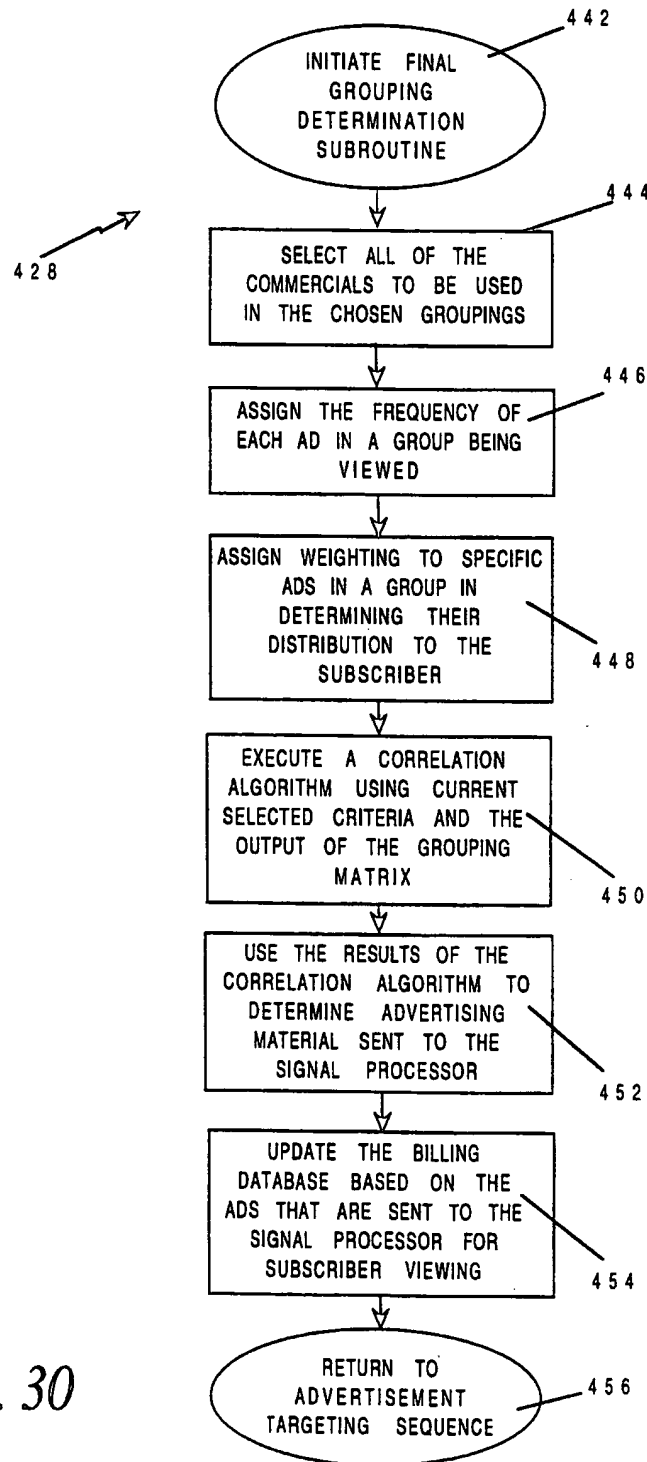 442
INITIATE FINAL
GROUPING
DETERMINATION
SUBROUTINE
444
428
SELECT ALL OF THE
COMMERCIALS TO BE USED
IN THE CHOSEN GROUPINGS
446
ASSIGN THE FREQUENCY OF
EACH AD IN A GROUP BEING
VIEWED
ASSIGN WEIGHTING TO SPECIFIC
ADS IN A GROUP IN
DETERMINING THEIR
DISTRIBUTION TO THE
SUBSCRIBER
448
EXECUTE A CORRELATION
ALGORITHM USING CURRENT
SELECTED CRITERIA AND THE
OUTPUT OF THE GROUPING
MATRIX
450
USE THE RESULTS OF THE
CORRELATION ALGORITHM TO
DETERMINE ADVERTISING
MATERIAL SENT TO THE
SIGNAL PROCESSOR
452
UPDATE THE BILLING
DATABASE BASED ON THE
ADS THAT ARE SENT TO THE
SIGNAL PROCESSOR FOR
SUBSCRIBER VIEWING
454
RETURN TO
ADVERTISEMENT
TARGETING SEQUENCE
456
. 30